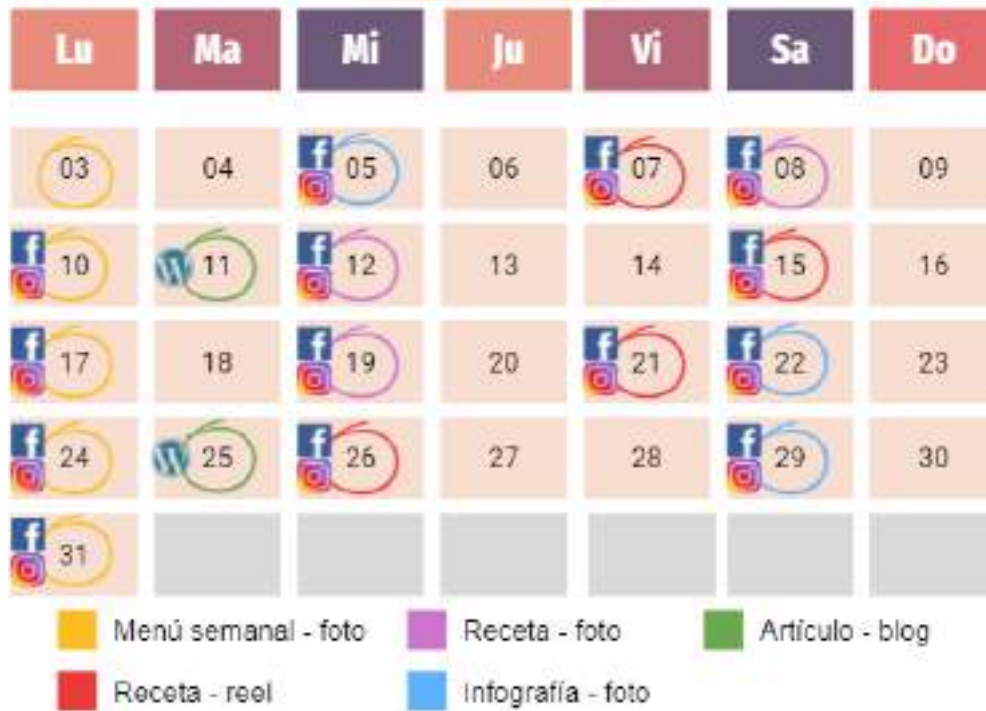 Lu Ma Mi Ju Vi Sa Do
03 04 05 06 07 08 09
10 11 12 13 14 15 16
17 18 19 20 21 22 23
24 25 26 27 28 29 30
31
Menú semanal - foto Receta - foto Artículo - blog
Receta - reel Infografía - foto